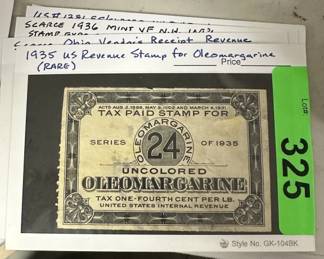 SCARCE 1936 MINT VF N.H.
Ohio Vendor's Receipt Revenue
1935 US Revenue Stamp for Oleomargarine
(RARE)
Price
Lot#
325
ACTS AUG. 2, 1886, MAY 9, 1902 AND MARCH 4, 1931.
TAX PAID STAMP FOR
OLEOMARGARINE
SERIES 24 OF 1935
UNCOLORED
OLEOMARGARINE
TAX ONE-FOURTH CENT PER LB.
UNITED STATES INTERNAL REVENUE
Style No. GK-104BK